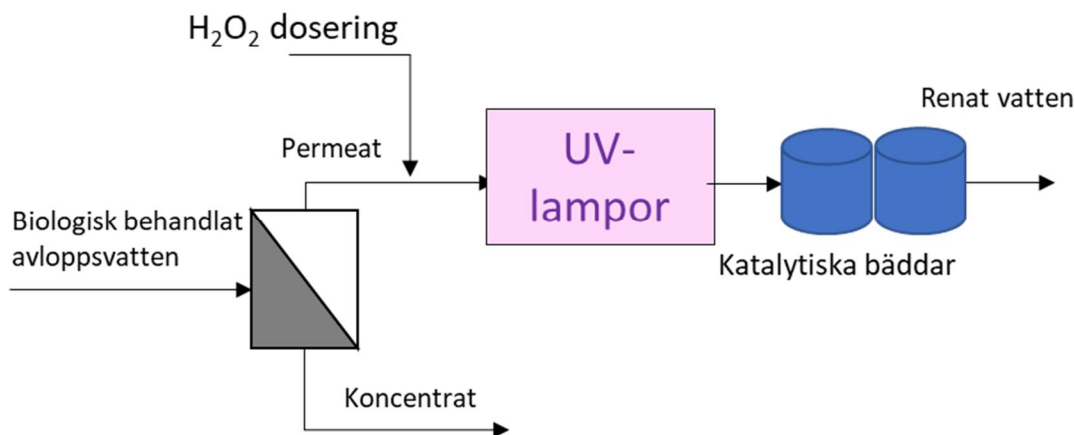 H₂O₂ dosering
Renat vatten
Permeat
UV-
lampor
Biologisk behandlat
avloppsvatten
Katalytiska bäddar
Koncentrat